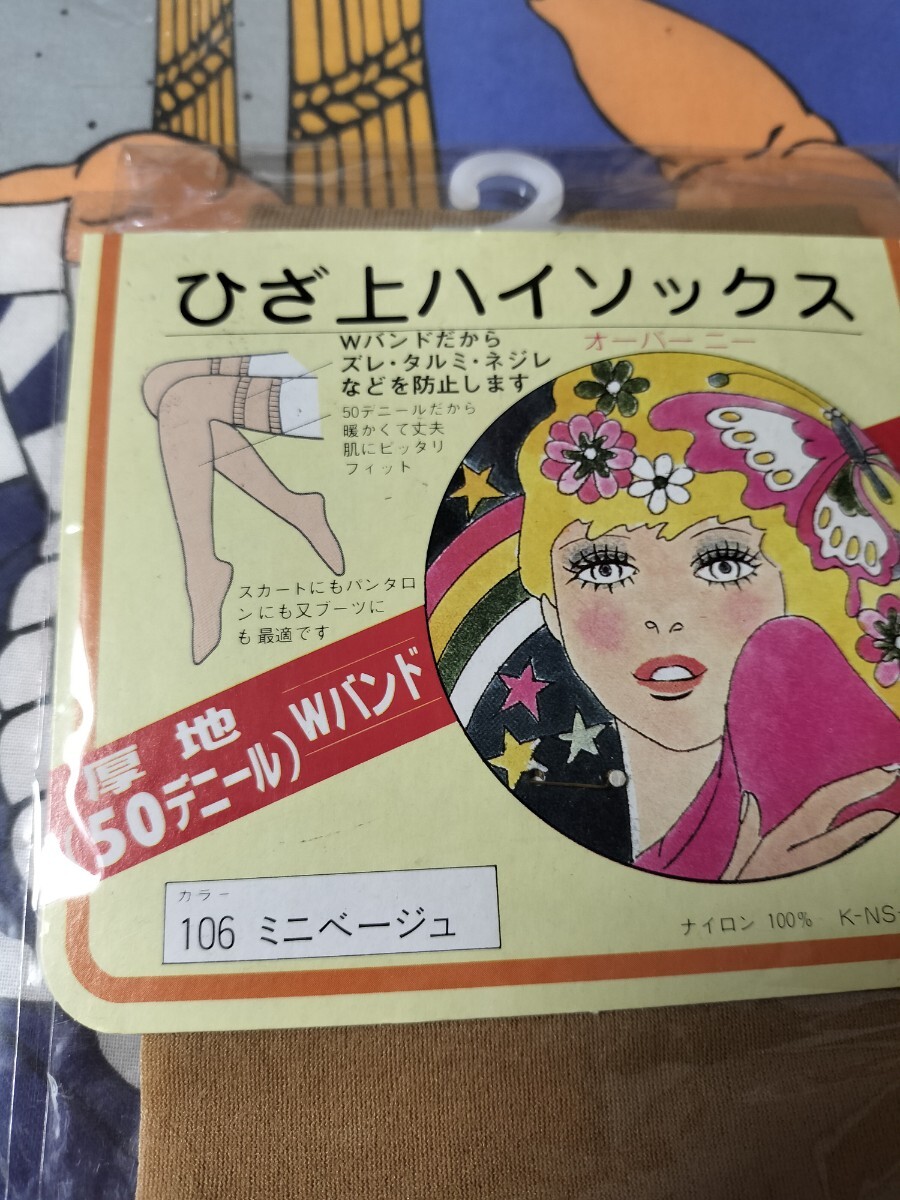 ひざ上ハイソックス
オーバー ニー
Wバンドだから
ズレ・タルミ・ネジレ
などを防止します
50デニールだから
暖かくて丈夫
肌にピッタリ
フィット
スカートにもパンタロ
ンにも又ブーツに
も最適です
厚地
(50デニール) Wバンド
カラー
106 ミニベージュ
ナイロン 100% K-NS-